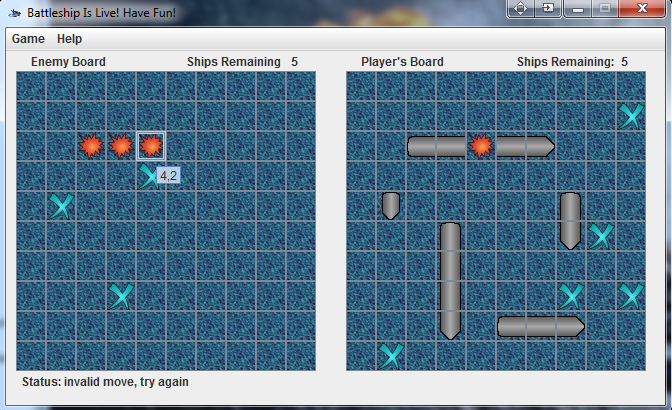 Battleship Is Live! Have Fun!
Game Help
Enemy Board Ships Remaining 5
Player's Board Ships Remaining: 5
4,2
Status: invalid move, try again